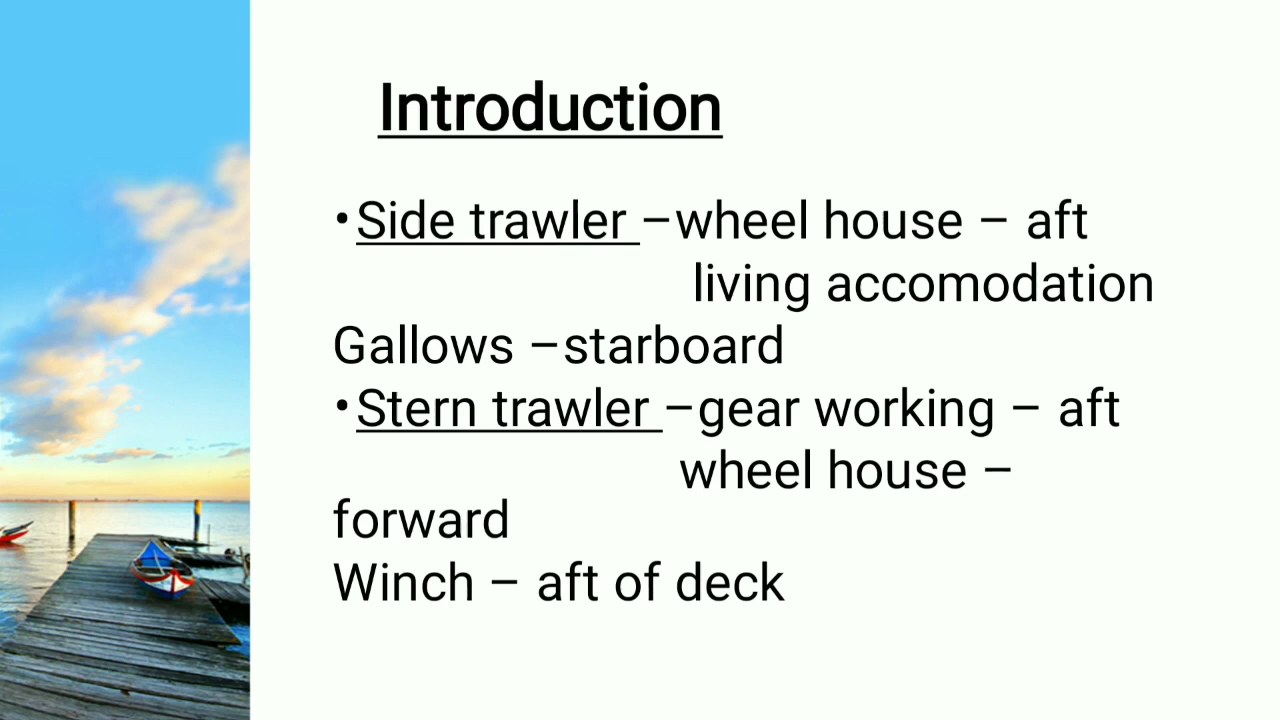 Introduction
•Side trawler –wheel house – aft
living accomodation
Gallows –starboard
•Stern trawler –gear working – aft
wheel house –
forward
Winch – aft of deck